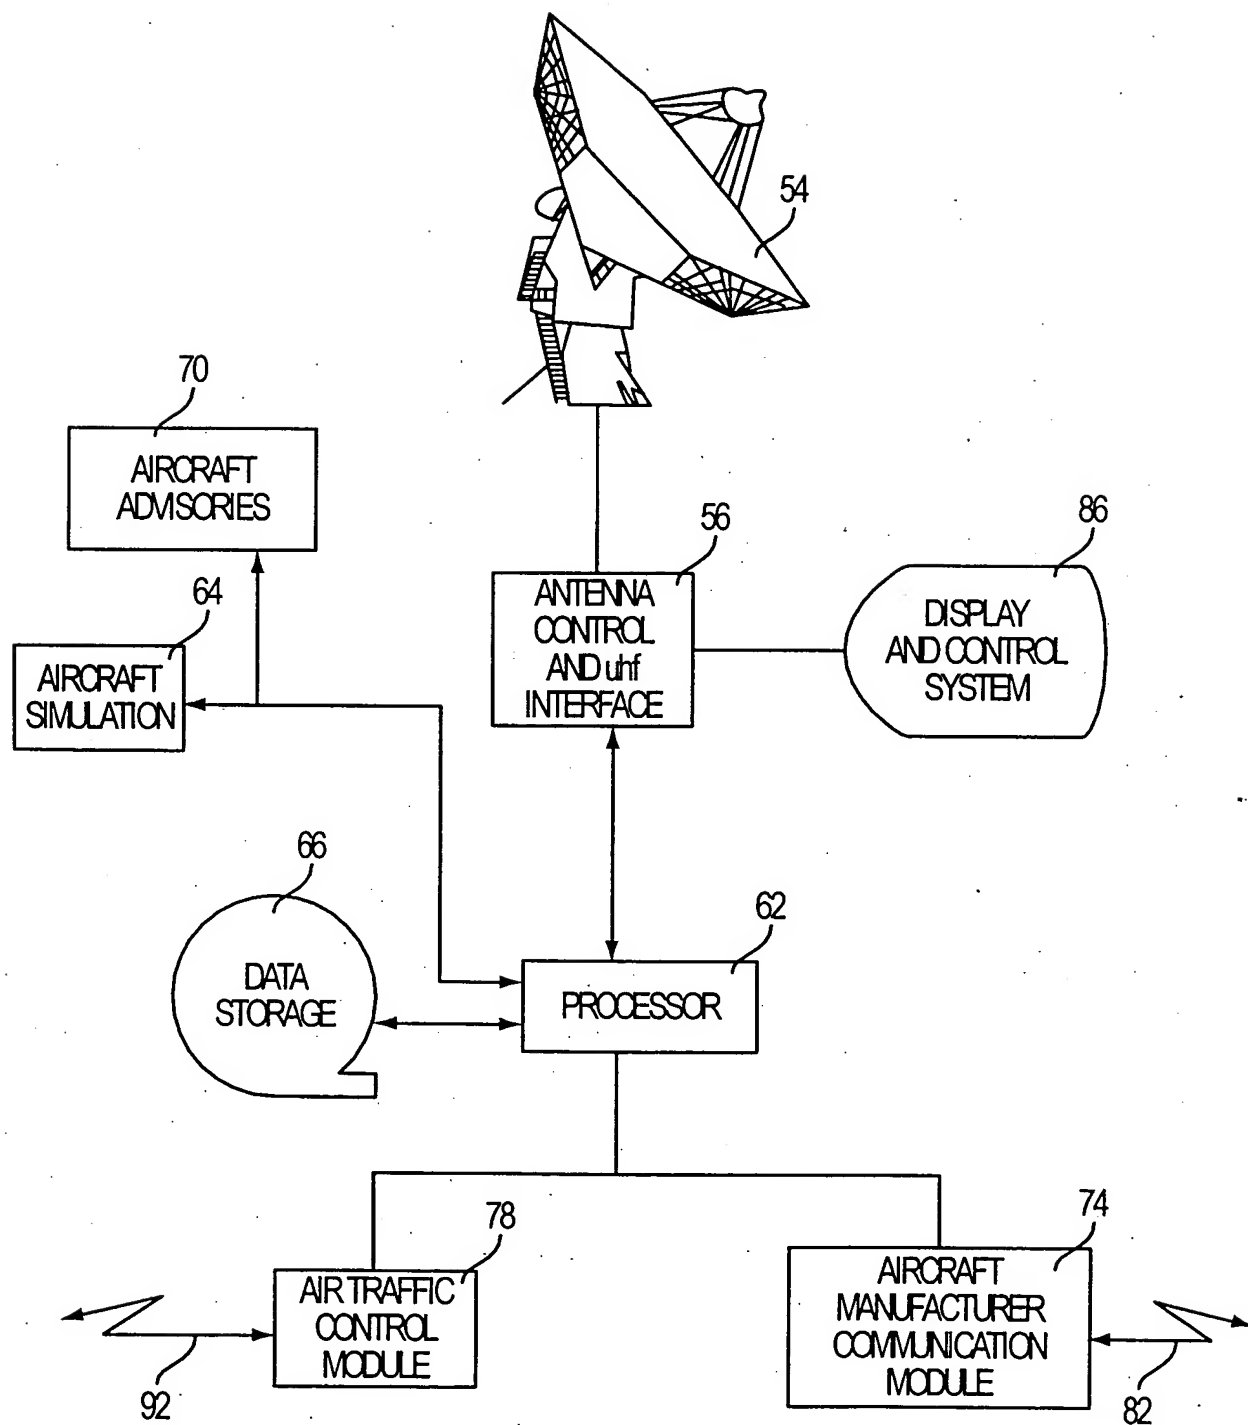 54
70
AIRCRAFT
ADVISORIES
56
86
64
ANTENNA
CONTROL
AND uhf
INTERFACE
DISPLAY
AND CONTROL
SYSTEM
AIRCRAFT
SIMULATION
66
62
DATA
STORAGE
PROCESSOR
78
74
AIR TRAFFIC
CONTROL
MODULE
AIRCRAFT
MANUFACTURER
COMMUNICATION
MODULE
92
82